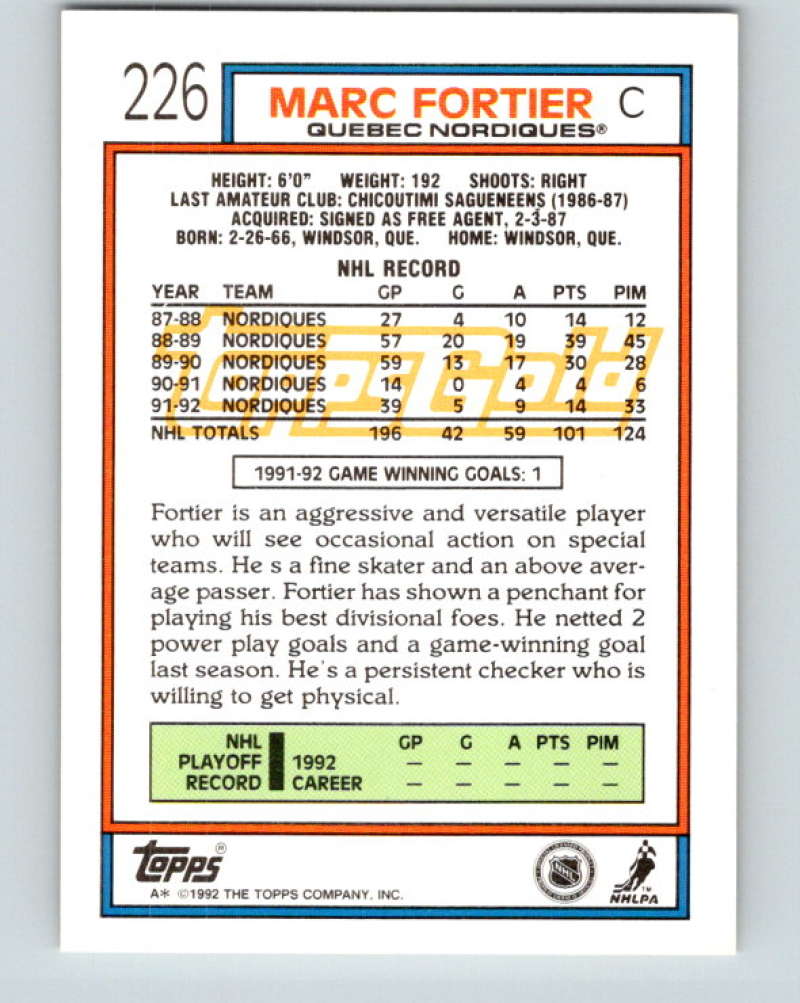 226
MARC FORTIER C
QUEBEC NORDIQUES®
HEIGHT: 6'0" WEIGHT: 192 SHOOTS: RIGHT
LAST AMATEUR CLUB: CHICOUTIMI SAGUENEENS (1986-87)
ACQUIRED: SIGNED AS FREE AGENT, 2-3-87
BORN: 2-26-66, WINDSOR, QUE. HOME: WINDSOR, QUE.
NHL RECORD
YEAR TEAM GP G A PTS PIM
87-88 NORDIQUES 27 4 10 14 12
88-89 NORDIQUES 57 20 19 39 45
89-90 NORDIQUES 59 13 17 30 28
90-91 NORDIQUES 14 0 4 4 6
91-92 NORDIQUES 39 5 9 14 33
NHL TOTALS 196 42 59 101 124
topps Gold
1991-92 GAME WINNING GOALS: 1
Fortier is an aggressive and versatile player
who will see occasional action on special
teams. He s a fine skater and an above aver-
age passer. Fortier has shown a penchant for
playing his best divisional foes. He netted 2
power play goals and a game-winning goal
last season. He's a persistent checker who is
willing to get physical.
NHL GP G A PTS PIM
PLAYOFF 1992 – – – – –
RECORD CAREER – – – – –
topps®
A* ©1992 THE TOPPS COMPANY, INC.
NHL
TM
NHLPA